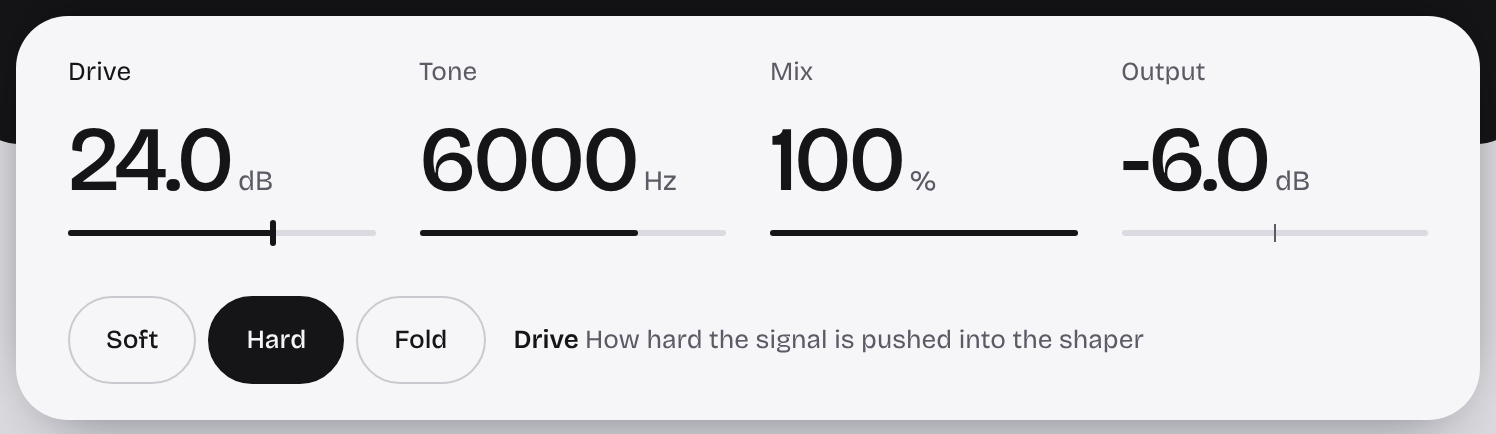 Drive Tone Mix Output
24.0 dB 6000 Hz 100 % -6.0 dB
Soft Hard Fold Drive How hard the signal is pushed into the shaper